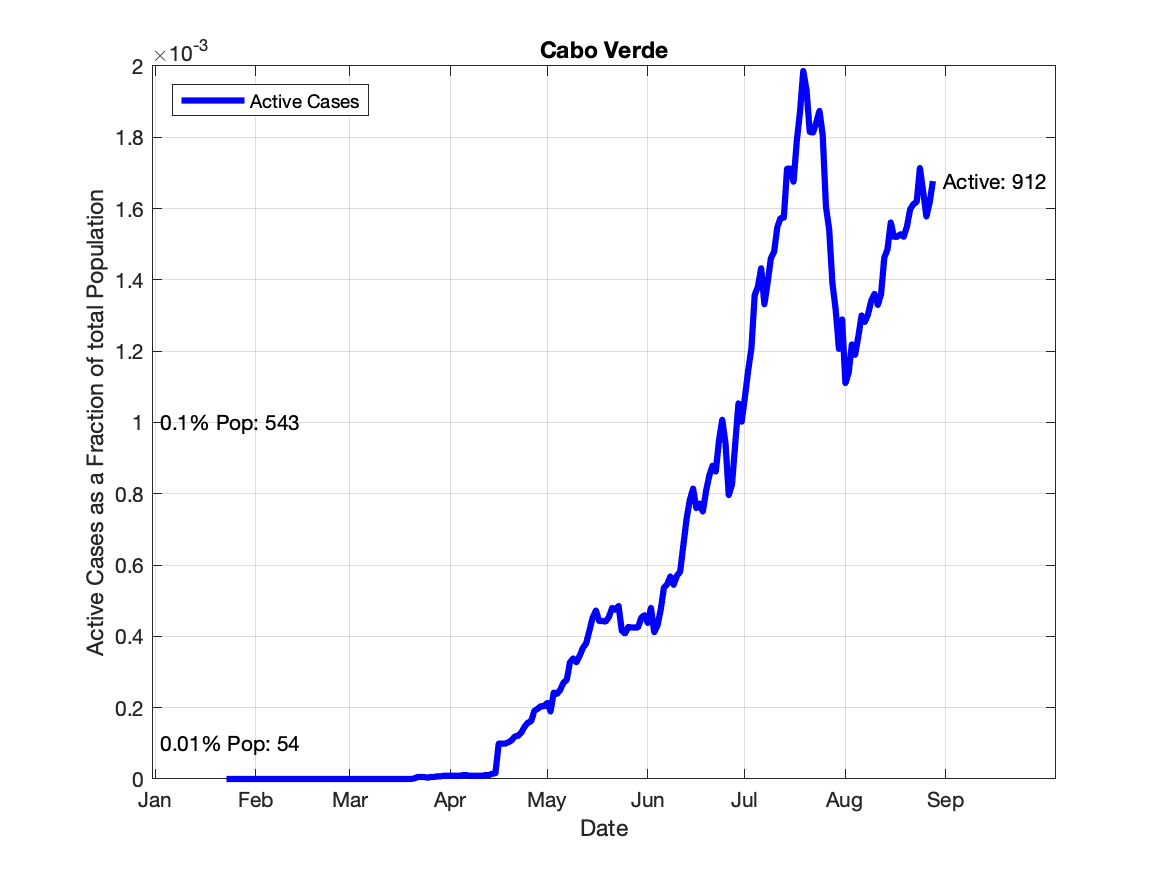 Cabo Verde
×10-3
2
1.8
1.6
1.4
1.2
1
0.8
0.6
0.4
0.2
0
Active Cases as a Fraction of total Population
Active Cases
Active: 912
0.1% Pop: 543
0.01% Pop: 54
Jan Feb Mar Apr May Jun Jul Aug Sep
Date